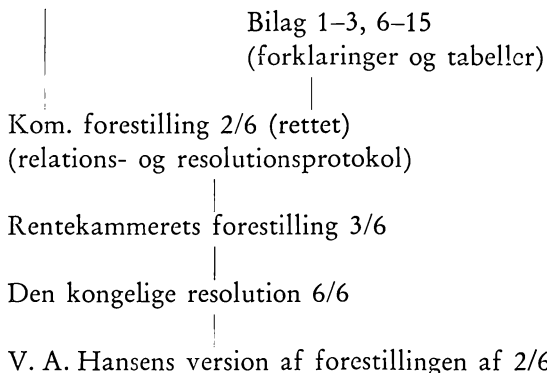 Bilag 1–3, 6–15
(forklaringer og tabeller)
Kom. forestilling 2/6 (rettet)
(relations- og resolutionsprotokol)
Rentekammerets forestilling 3/6
Den kongelige resolution 6/6
V. A. Hansens version af forestillingen af 2/6